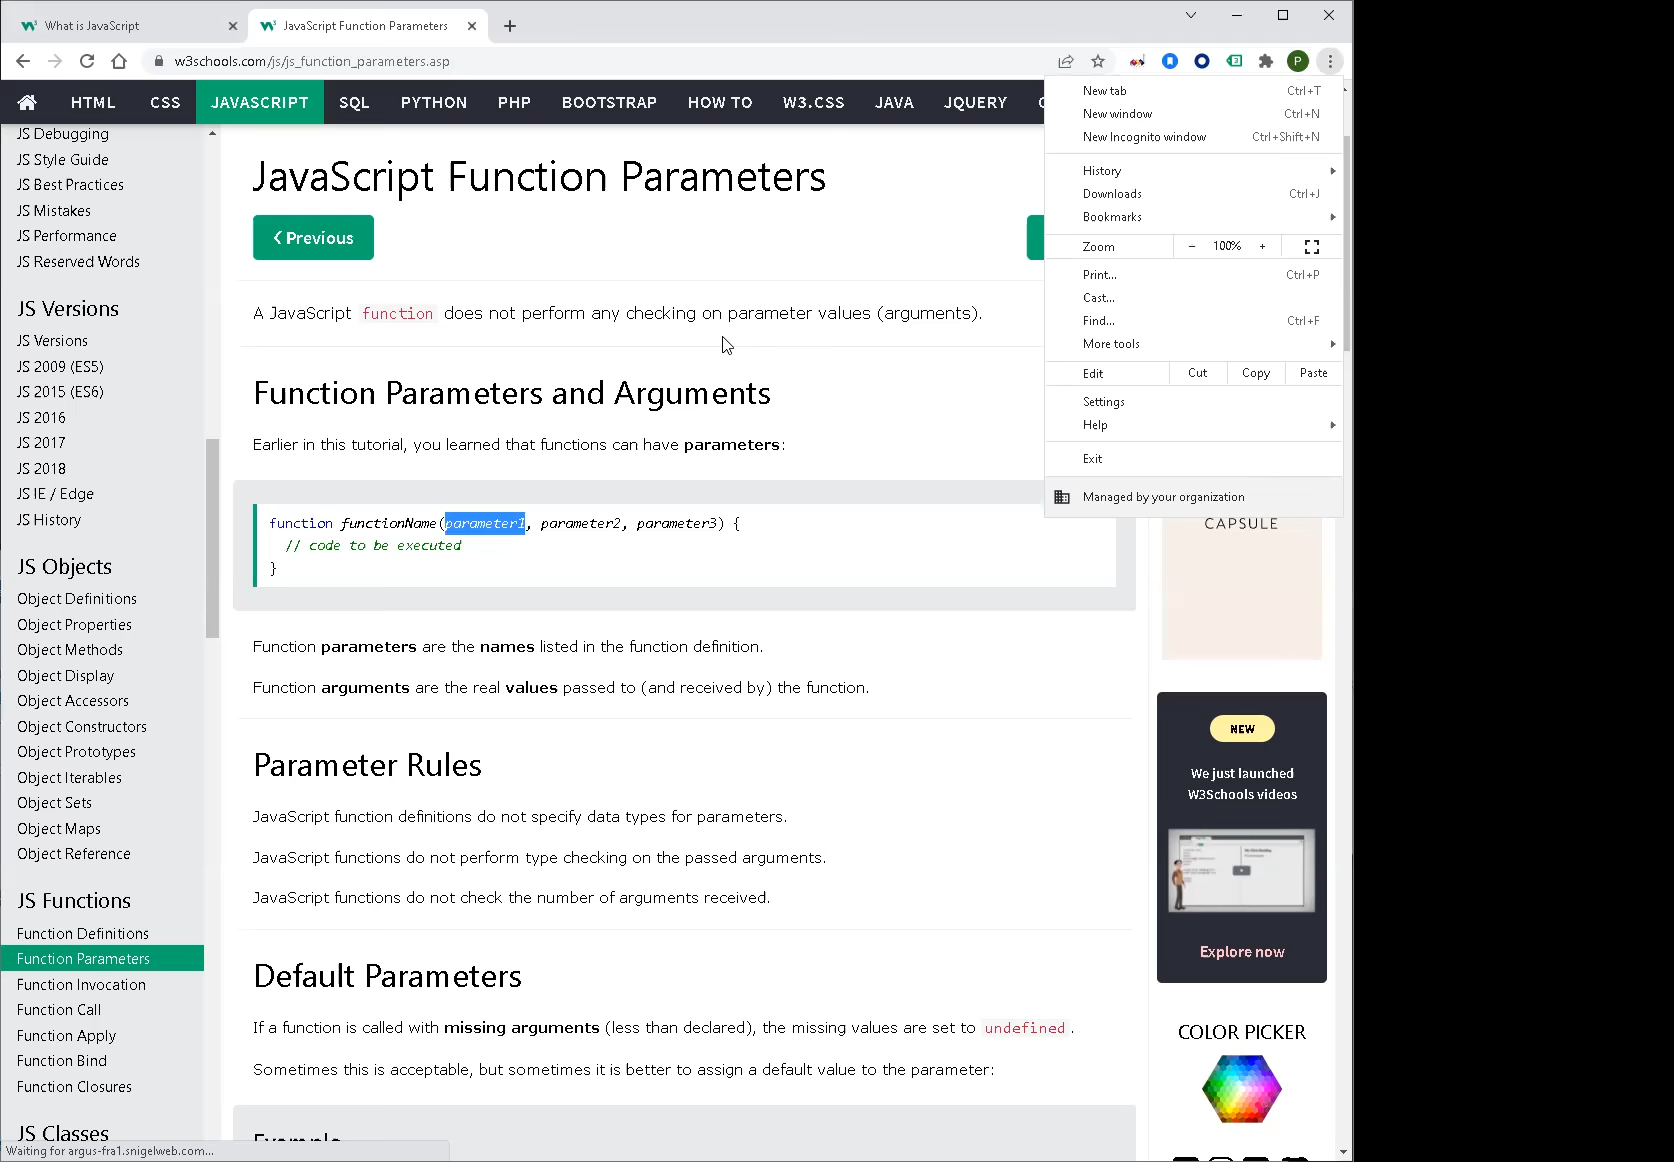 What is JavaScript
JavaScript Function Parameters
w3schools.com/js/js_function_parameters.asp
P
HTML CSS JAVASCRIPT SQL PYTHON PHP BOOTSTRAP HOW TO W3.CSS JAVA JQUERY
New tab Ctrl+T
New window Ctrl+N
New Incognito window Ctrl+Shift+N
History
Downloads Ctrl+J
Bookmarks
Zoom − 100% +
Print... Ctrl+P
Cast...
Find... Ctrl+F
More tools
Edit Cut Copy Paste
Settings
Help
Exit
Managed by your organization
JS Debugging
JS Style Guide
JS Best Practices
JS Mistakes
JS Performance
JS Reserved Words
JS Versions
JS Versions
JS 2009 (ES5)
JS 2015 (ES6)
JS 2016
JS 2017
JS 2018
JS IE / Edge
JS History
JS Objects
Object Definitions
Object Properties
Object Methods
Object Display
Object Accessors
Object Constructors
Object Prototypes
Object Iterables
Object Sets
Object Maps
Object Reference
JS Functions
Function Definitions
Function Parameters
Function Invocation
Function Call
Function Apply
Function Bind
Function Closures
JS Classes
JavaScript Function Parameters
❮ Previous
A JavaScript function does not perform any checking on parameter values (arguments).
Function Parameters and Arguments
Earlier in this tutorial, you learned that functions can have parameters:
function functionName(parameter1, parameter2, parameter3) {
// code to be executed
}
Function parameters are the names listed in the function definition.
Function arguments are the real values passed to (and received by) the function.
Parameter Rules
JavaScript function definitions do not specify data types for parameters.
JavaScript functions do not perform type checking on the passed arguments.
JavaScript functions do not check the number of arguments received.
Default Parameters
If a function is called with missing arguments (less than declared), the missing values are set to undefined.
Sometimes this is acceptable, but sometimes it is better to assign a default value to the parameter:
Example
CAPSULE
NEW
We just launched
W3Schools videos
Explore now
COLOR PICKER
Waiting for argus-fra1.snigelweb.com...